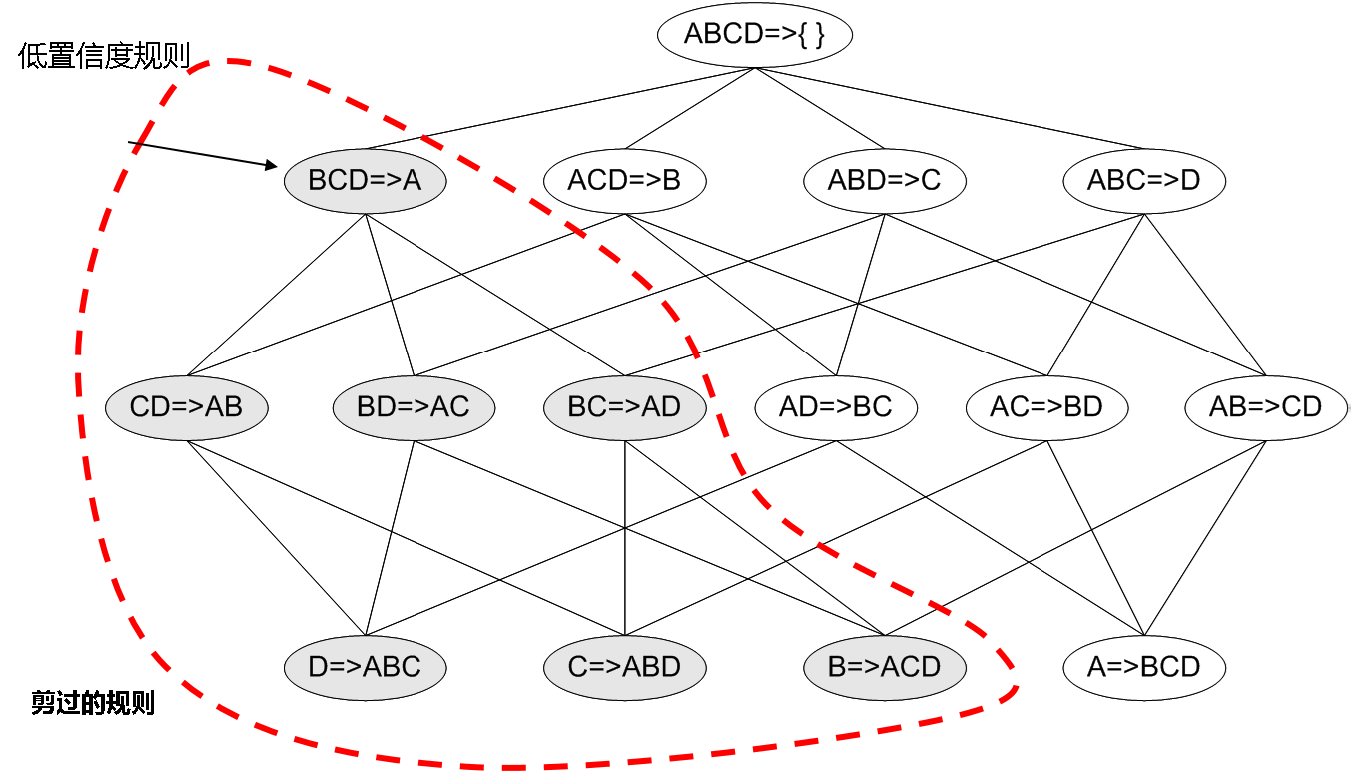 ABCD=>{ }
低置信度规则
BCD=>A
ACD=>B
ABD=>C
ABC=>D
CD=>AB
BD=>AC
BC=>AD
AD=>BC
AC=>BD
AB=>CD
D=>ABC
C=>ABD
B=>ACD
A=>BCD
剪过的规则